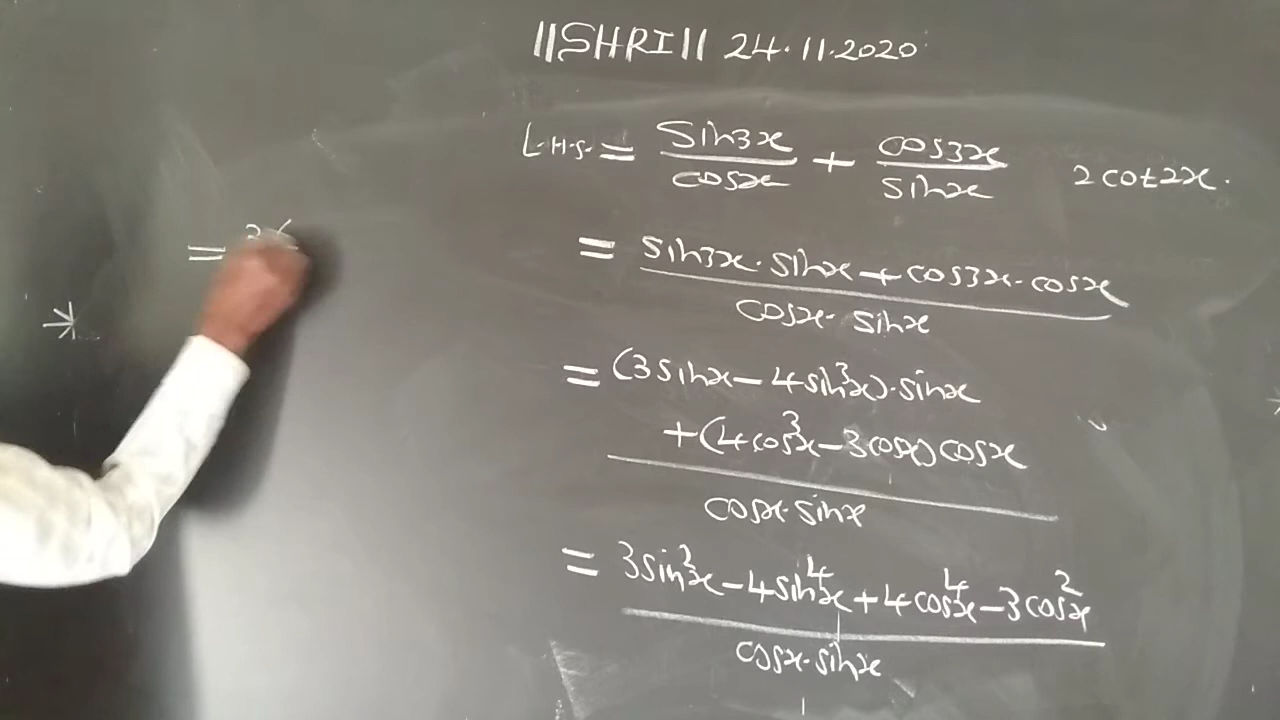 ||SHRI|| 24.11.2020
L.H.S. = sin3x/cosx + cos3x/sinx 2cot2x.
= (sin3x·sinx + cos3x·cosx)/(cosx·sinx)
= (3sinx − 4sin³x)·sinx
+ (4cos³x − 3cosx)cosx
cosx·sinx
= 3sin²x − 4sin⁴x + 4cos⁴x − 3cos²x
cosx·sinx
=